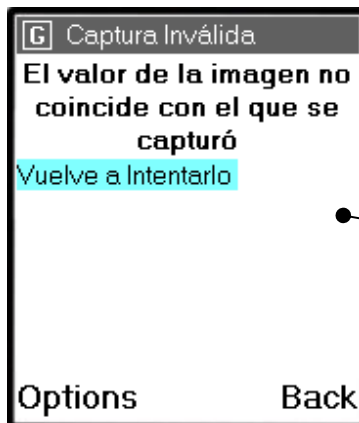 G Captura Inválida
El valor de la imagen no
coincide con el que se
capturó
Vuelve a Intentarlo
Options Back